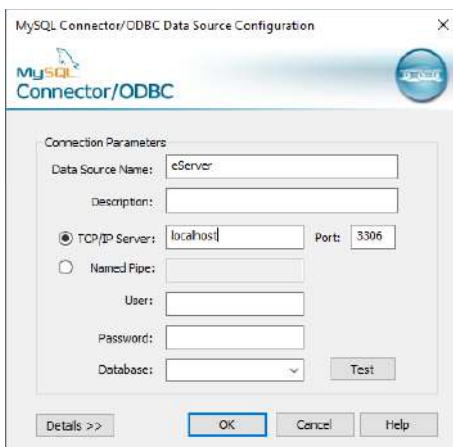 MySQL Connector/ODBC Data Source Configuration
MySQL
Connector/ODBC
Connection Parameters
Data Source Name: eServer
Description:
TCP/IP Server: localhost Port: 3306
Named Pipe:
User:
Password:
Database: Test
Details >> OK Cancel Help